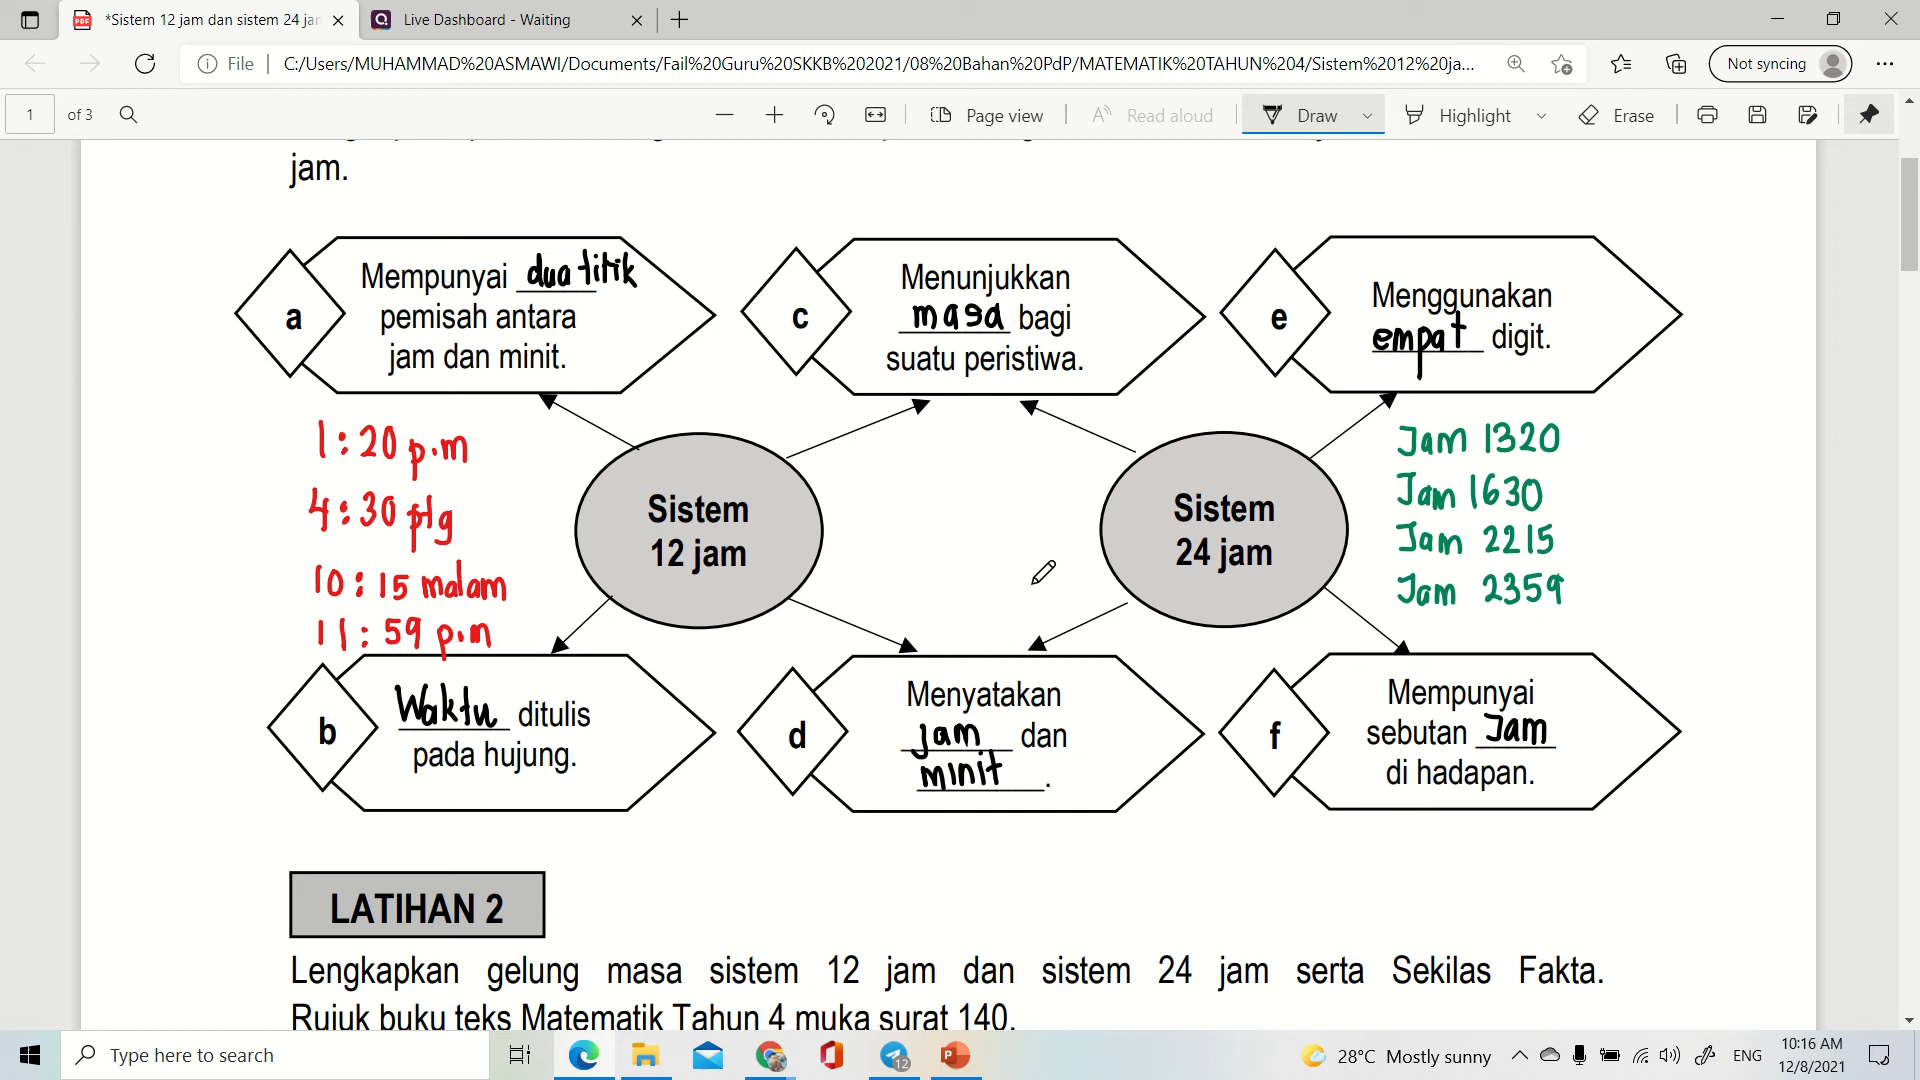 *Sistem 12 jam dan sistem 24 jar
Live Dashboard - Waiting
File
C:/Users/MUHAMMAD%20ASMAWI/Documents/Fail%20Guru%20SKKB%202021/08%20Bahan%20PdP/MATEMATIK%20TAHUN%204/Sistem%2012%20ja...
Not syncing
1 of 3
Page view
Read aloud
Draw
Highlight
Erase
jam.
a
Mempunyai dua titik
pemisah antara
jam dan minit.
c
Menunjukkan
masa bagi
suatu peristiwa.
e
Menggunakan
empat digit.
1:20 p.m
4:30 ptg
10:15 malam
11:59 p.m
Sistem
12 jam
Sistem
24 jam
Jam 1320
Jam 1630
Jam 2215
Jam 2359
b
Waktu ditulis
pada hujung.
d
Menyatakan
jam dan
minit.
f
Mempunyai
sebutan Jam
di hadapan.
LATIHAN 2
Lengkapkan gelung masa sistem 12 jam dan sistem 24 jam serta Sekilas Fakta.
Rujuk buku teks Matematik Tahun 4 muka surat 140.
Type here to search
12
28°C Mostly sunny
ENG
10:16 AM
12/8/2021